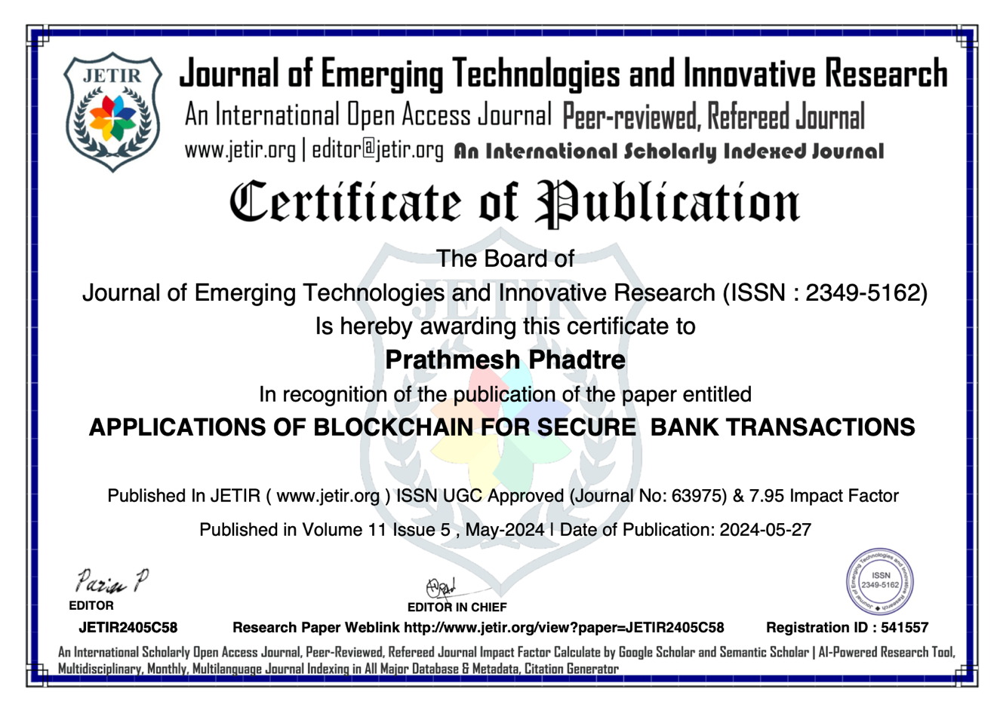 JETIR
Journal of Emerging Technologies and Innovative Research
An International Open Access Journal Peer-reviewed, Refereed Journal
www.jetir.org | editor@jetir.org An International Scholarly Indexed Journal
Certificate of Publication
The Board of
JETIR
Journal of Emerging Technologies and Innovative Research (ISSN : 2349-5162)
Is hereby awarding this certificate to
Prathmesh Phadtre
In recognition of the publication of the paper entitled
APPLICATIONS OF BLOCKCHAIN FOR SECURE  BANK TRANSACTIONS
Published In JETIR ( www.jetir.org ) ISSN UGC Approved (Journal No: 63975) & 7.95 Impact Factor
Published in Volume 11 Issue 5 , May-2024 | Date of Publication: 2024-05-27
EDITOR
EDITOR IN CHIEF
Journal of Emerging Technologies and Innovative Research
ISSN
2349-5162
JETIR2405C58
Research Paper Weblink http://www.jetir.org/view?paper=JETIR2405C58
Registration ID : 541557
An International Scholarly Open Access Journal, Peer-Reviewed, Refereed Journal Impact Factor Calculate by Google Scholar and Semantic Scholar | AI-Powered Research Tool,
Multidisciplinary, Monthly, Multilanguage Journal Indexing in All Major Database & Metadata, Citation Generator